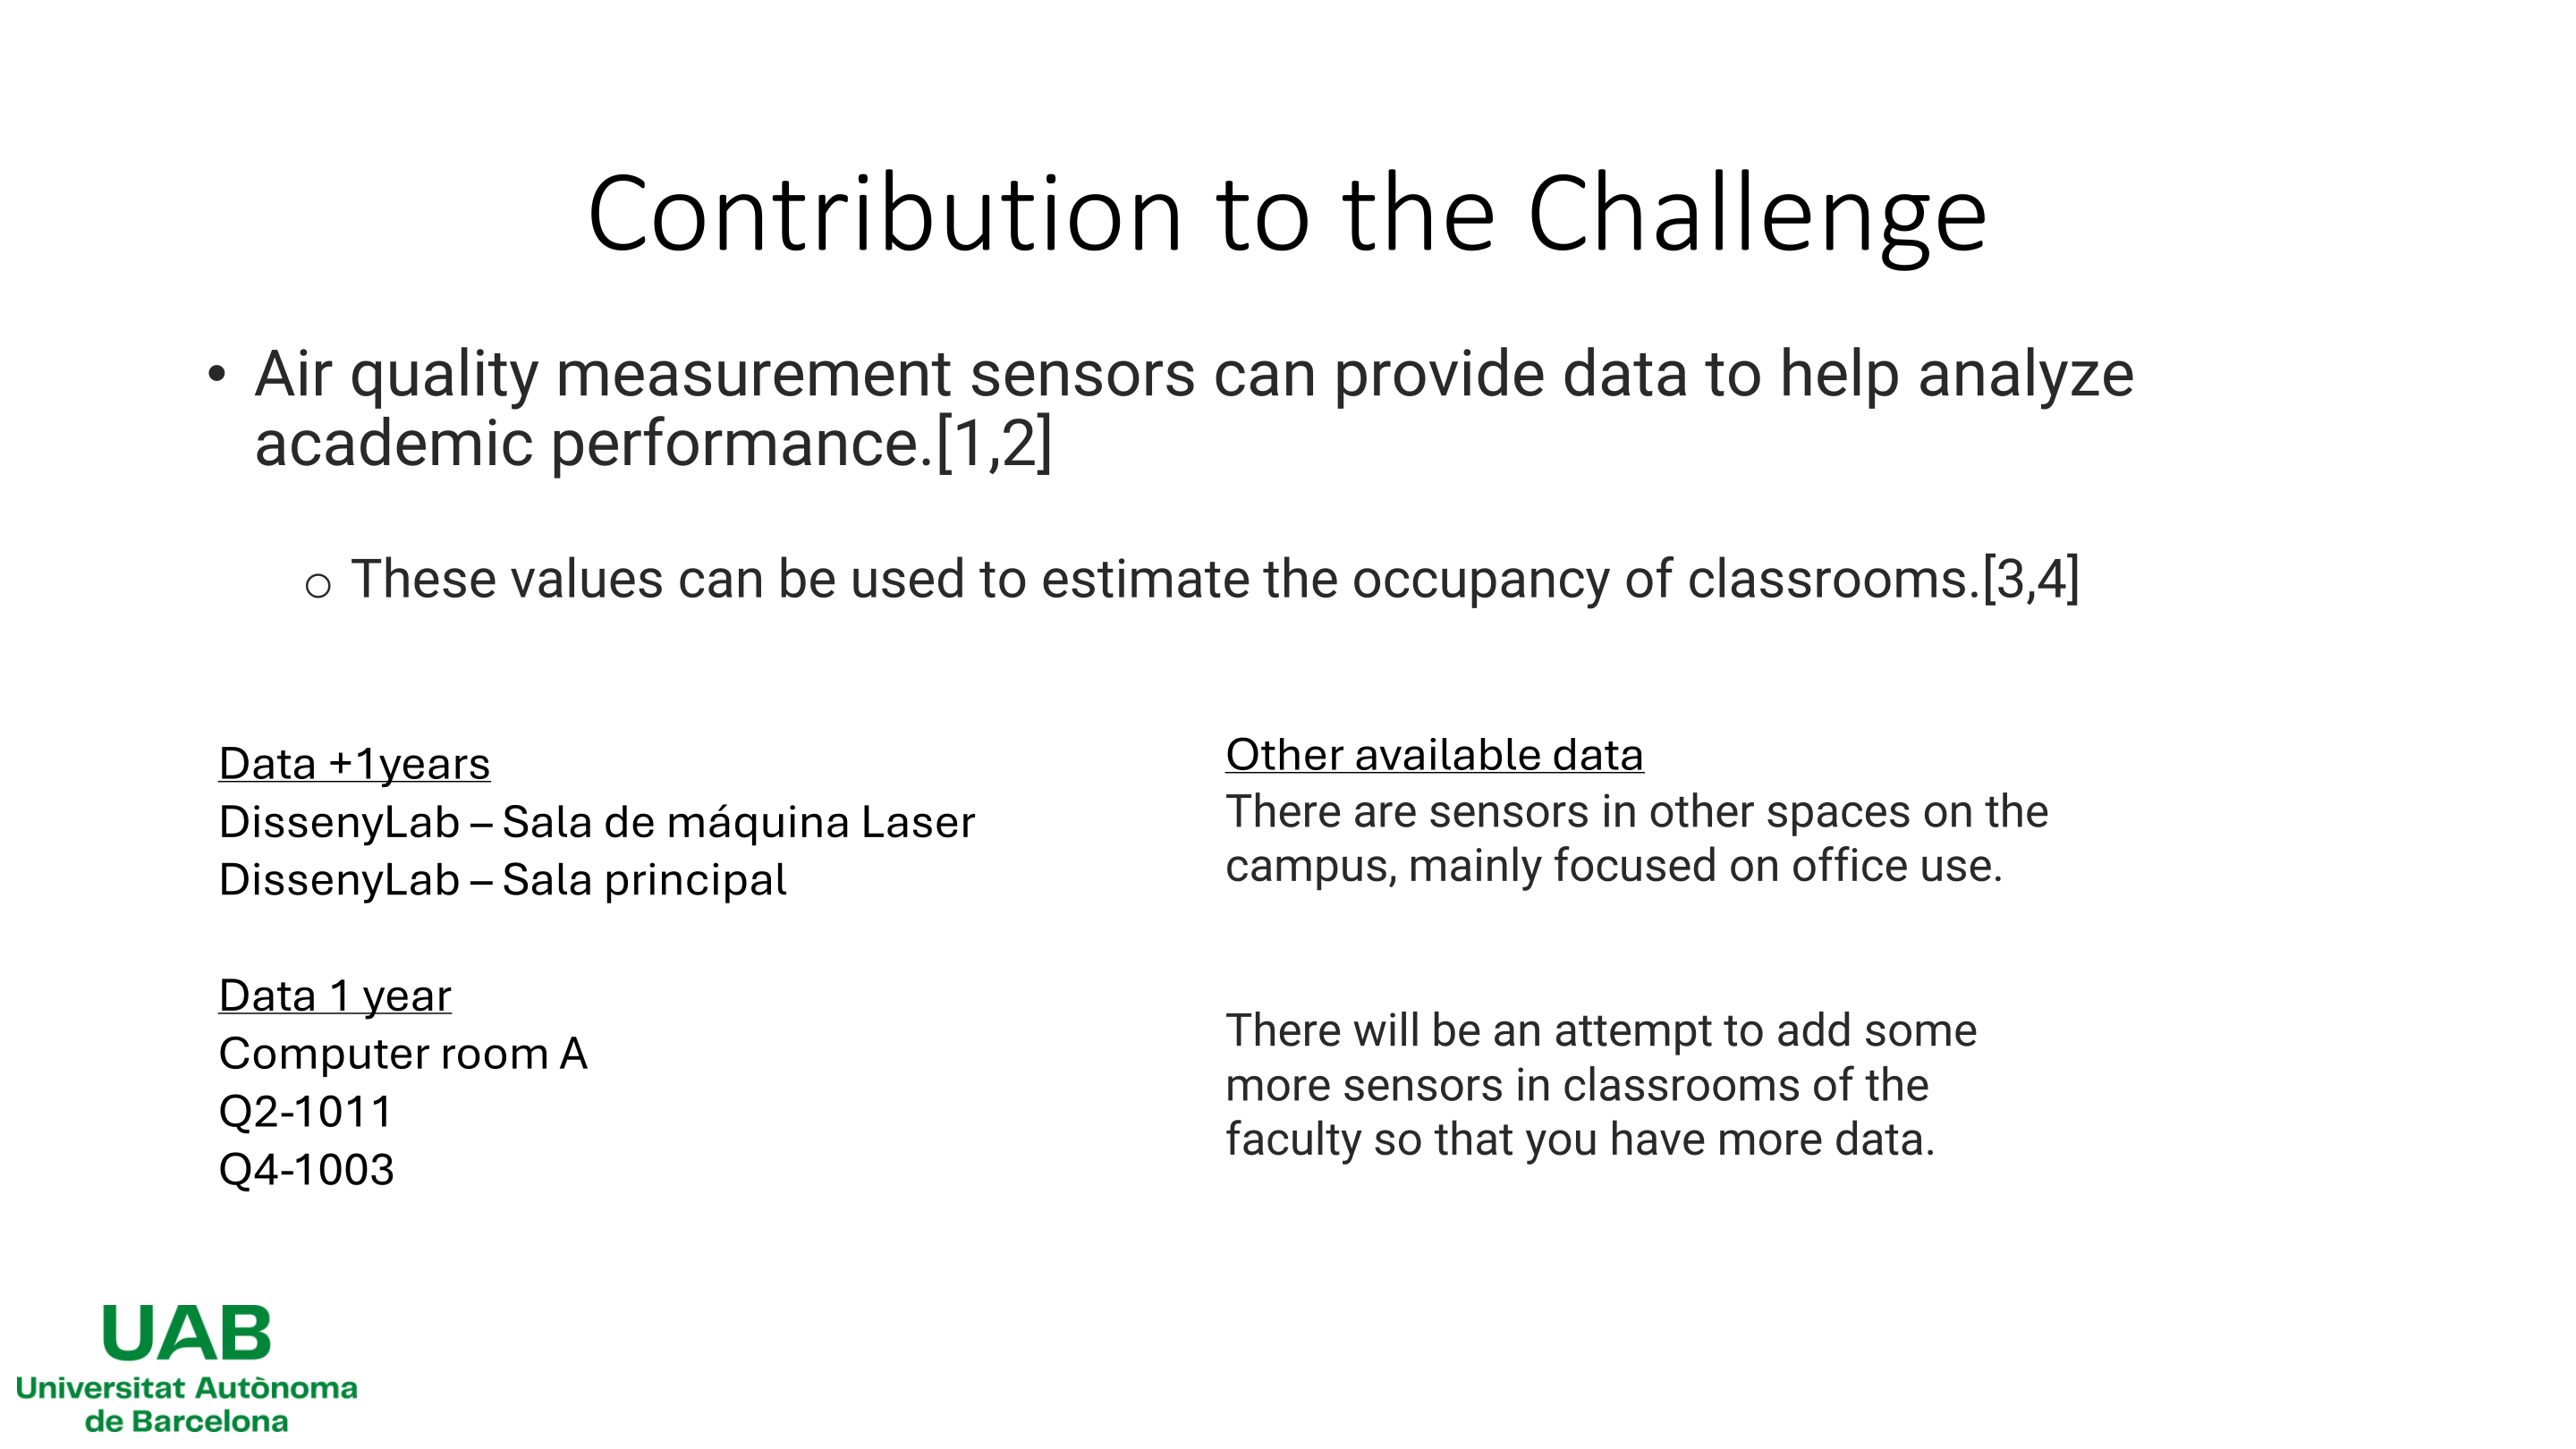 Contribution to the Challenge
• Air quality measurement sensors can provide data to help analyze
academic performance.[1,2]
○ These values can be used to estimate the occupancy of classrooms.[3,4]
Data +1years
DissenyLab – Sala de máquina Laser
DissenyLab – Sala principal
Data 1 year
Computer room A
Q2-1011
Q4-1003
Other available data
There are sensors in other spaces on the
campus, mainly focused on office use.
There will be an attempt to add some
more sensors in classrooms of the
faculty so that you have more data.
UAB
Universitat Autònoma
de Barcelona